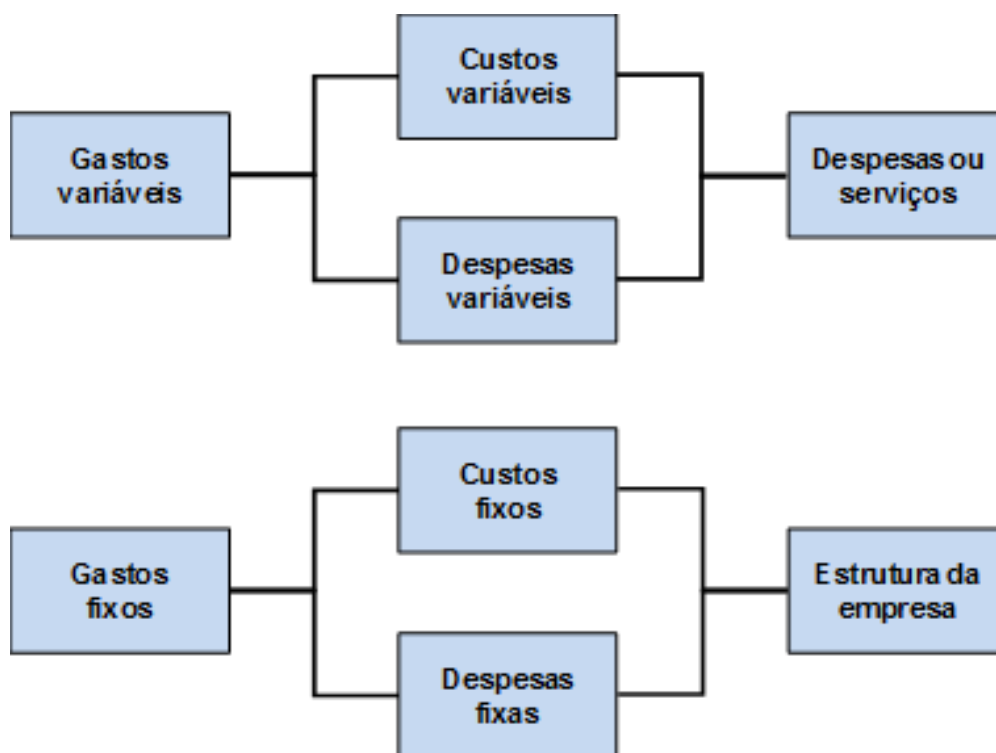 Custos
variáveis
Gastos
variáveis
Despesas ou
serviços
Despesas
variáveis
Custos
fixos
Gastos
fixos
Estrutura da
empresa
Despesas
fixas